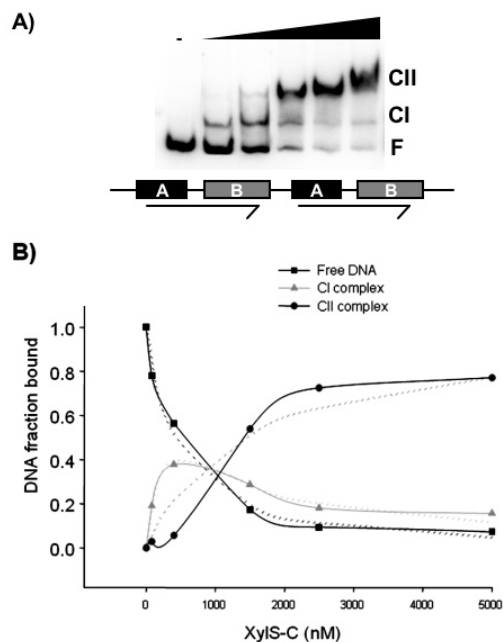 A)
-
CII
CI
F
A B A B
B)
Free DNA
CI complex
CII complex
DNA fraction bound
1.0
0.8
0.6
0.4
0.2
0.0
0 1000 2000 3000 4000 5000
XylS-C (nM)